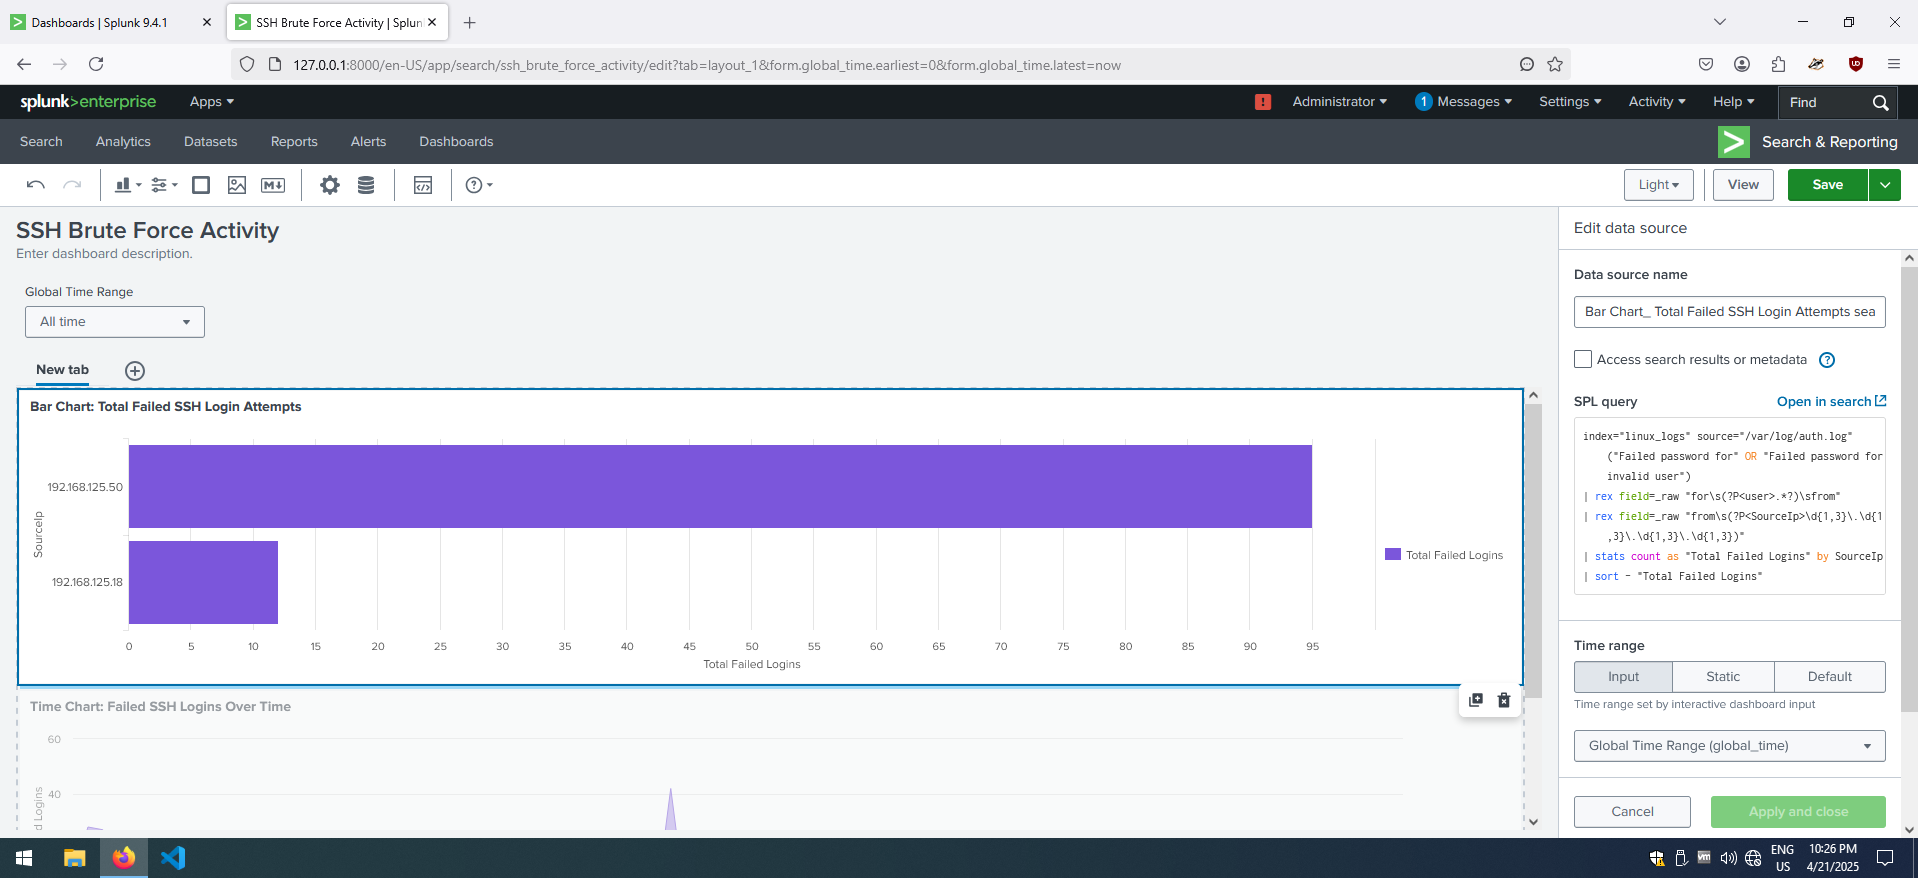 Dashboards | Splunk 9.4.1
SSH Brute Force Activity | Splun
127.0.0.1:8000/en-US/app/search/ssh_brute_force_activity/edit?tab=layout_1&form.global_time.earliest=0&form.global_time.latest=now
splunk>enterprise
Apps
!
Administrator
1
Messages
Settings
Activity
Help
Find
Search
Analytics
Datasets
Reports
Alerts
Dashboards
Search & Reporting
Light
View
Save
SSH Brute Force Activity
Enter dashboard description.
Global Time Range
All time
New tab
Bar Chart: Total Failed SSH Login Attempts
SourceIp
192.168.125.50
192.168.125.18
0 5 10 15 20 25 30 35 40 45 50 55 60 65 70 75 80 85 90 95
Total Failed Logins
Total Failed Logins
Time Chart: Failed SSH Logins Over Time
60
40
d Logins
Edit data source
Data source name
Bar Chart_ Total Failed SSH Login Attempts sea
Access search results or metadata
SPL query
Open in search
index="linux_logs" source="/var/log/auth.log"
("Failed password for" OR "Failed password for
invalid user")
| rex field=_raw "for\s(?P<user>.*?)\sfrom"
| rex field=_raw "from\s(?P<SourceIp>\d{1,3}\.\d{1
,3}\.\d{1,3}\.\d{1,3})"
| stats count as "Total Failed Logins" by SourceIp
| sort - "Total Failed Logins"
Time range
Input
Static
Default
Time range set by interactive dashboard input
Global Time Range (global_time)
Cancel
Apply and close
ENG
US
10:26 PM
4/21/2025